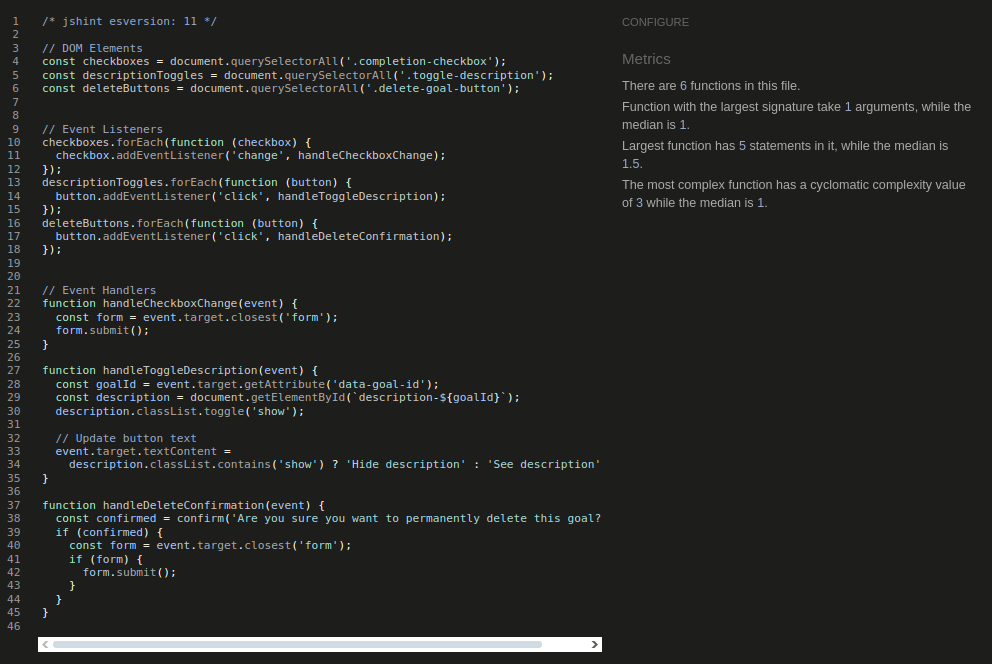 1 /* jshint esversion: 11 */
2
3 // DOM Elements
4 const checkboxes = document.querySelectorAll('.completion-checkbox');
5 const descriptionToggles = document.querySelectorAll('.toggle-description');
6 const deleteButtons = document.querySelectorAll('.delete-goal-button');
7
8
9 // Event Listeners
10 checkboxes.forEach(function (checkbox) {
11   checkbox.addEventListener('change', handleCheckboxChange);
12 });
13 descriptionToggles.forEach(function (button) {
14   button.addEventListener('click', handleToggleDescription);
15 });
16 deleteButtons.forEach(function (button) {
17   button.addEventListener('click', handleDeleteConfirmation);
18 });
19
20
21 // Event Handlers
22 function handleCheckboxChange(event) {
23   const form = event.target.closest('form');
24   form.submit();
25 }
26
27 function handleToggleDescription(event) {
28   const goalId = event.target.getAttribute('data-goal-id');
29   const description = document.getElementById(`description-${goalId}`);
30   description.classList.toggle('show');
31
32   // Update button text
33   event.target.textContent =
34     description.classList.contains('show') ? 'Hide description' : 'See description'
35 }
36
37 function handleDeleteConfirmation(event) {
38   const confirmed = confirm('Are you sure you want to permanently delete this goal?
39   if (confirmed) {
40     const form = event.target.closest('form');
41     if (form) {
42       form.submit();
43     }
44   }
45 }
46
CONFIGURE
Metrics
There are 6 functions in this file.
Function with the largest signature take 1 arguments, while the
median is 1.
Largest function has 5 statements in it, while the median is
1.5.
The most complex function has a cyclomatic complexity value
of 3 while the median is 1.